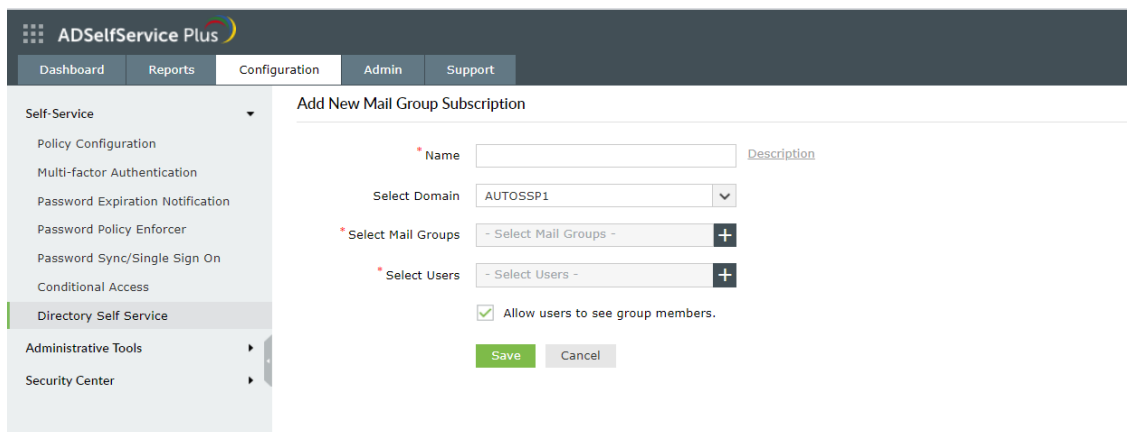 ADSelfService Plus
Dashboard Reports Configuration Admin Support
Self-Service
Policy Configuration
Multi-factor Authentication
Password Expiration Notification
Password Policy Enforcer
Password Sync/Single Sign On
Conditional Access
Directory Self Service
Administrative Tools
Security Center
Add New Mail Group Subscription
* Name Description
Select Domain AUTOSSP1
* Select Mail Groups - Select Mail Groups - +
* Select Users - Select Users - +
Allow users to see group members.
Save Cancel